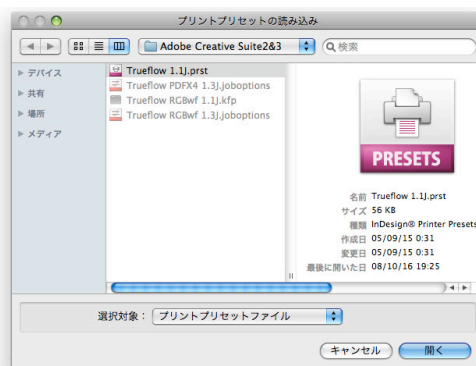 プリントプリセットの読み込み
Adobe Creative Suite2&3
検索
デバイス
共有
場所
メディア
Trueflow 1.1J.prst
Trueflow PDFX4 1.3J.joboptions
Trueflow RGBwf 1.1J.kfp
Trueflow RGBwf 1.3J.joboptions
PRESETS
名前 Trueflow 1.1J.prst
サイズ 56 KB
種類 InDesign® Printer Presets
作成日 05/09/15 0:31
変更日 05/09/15 0:31
最後に開いた日 08/10/16 19:25
選択対象： プリントプリセットファイル
キャンセル 開く